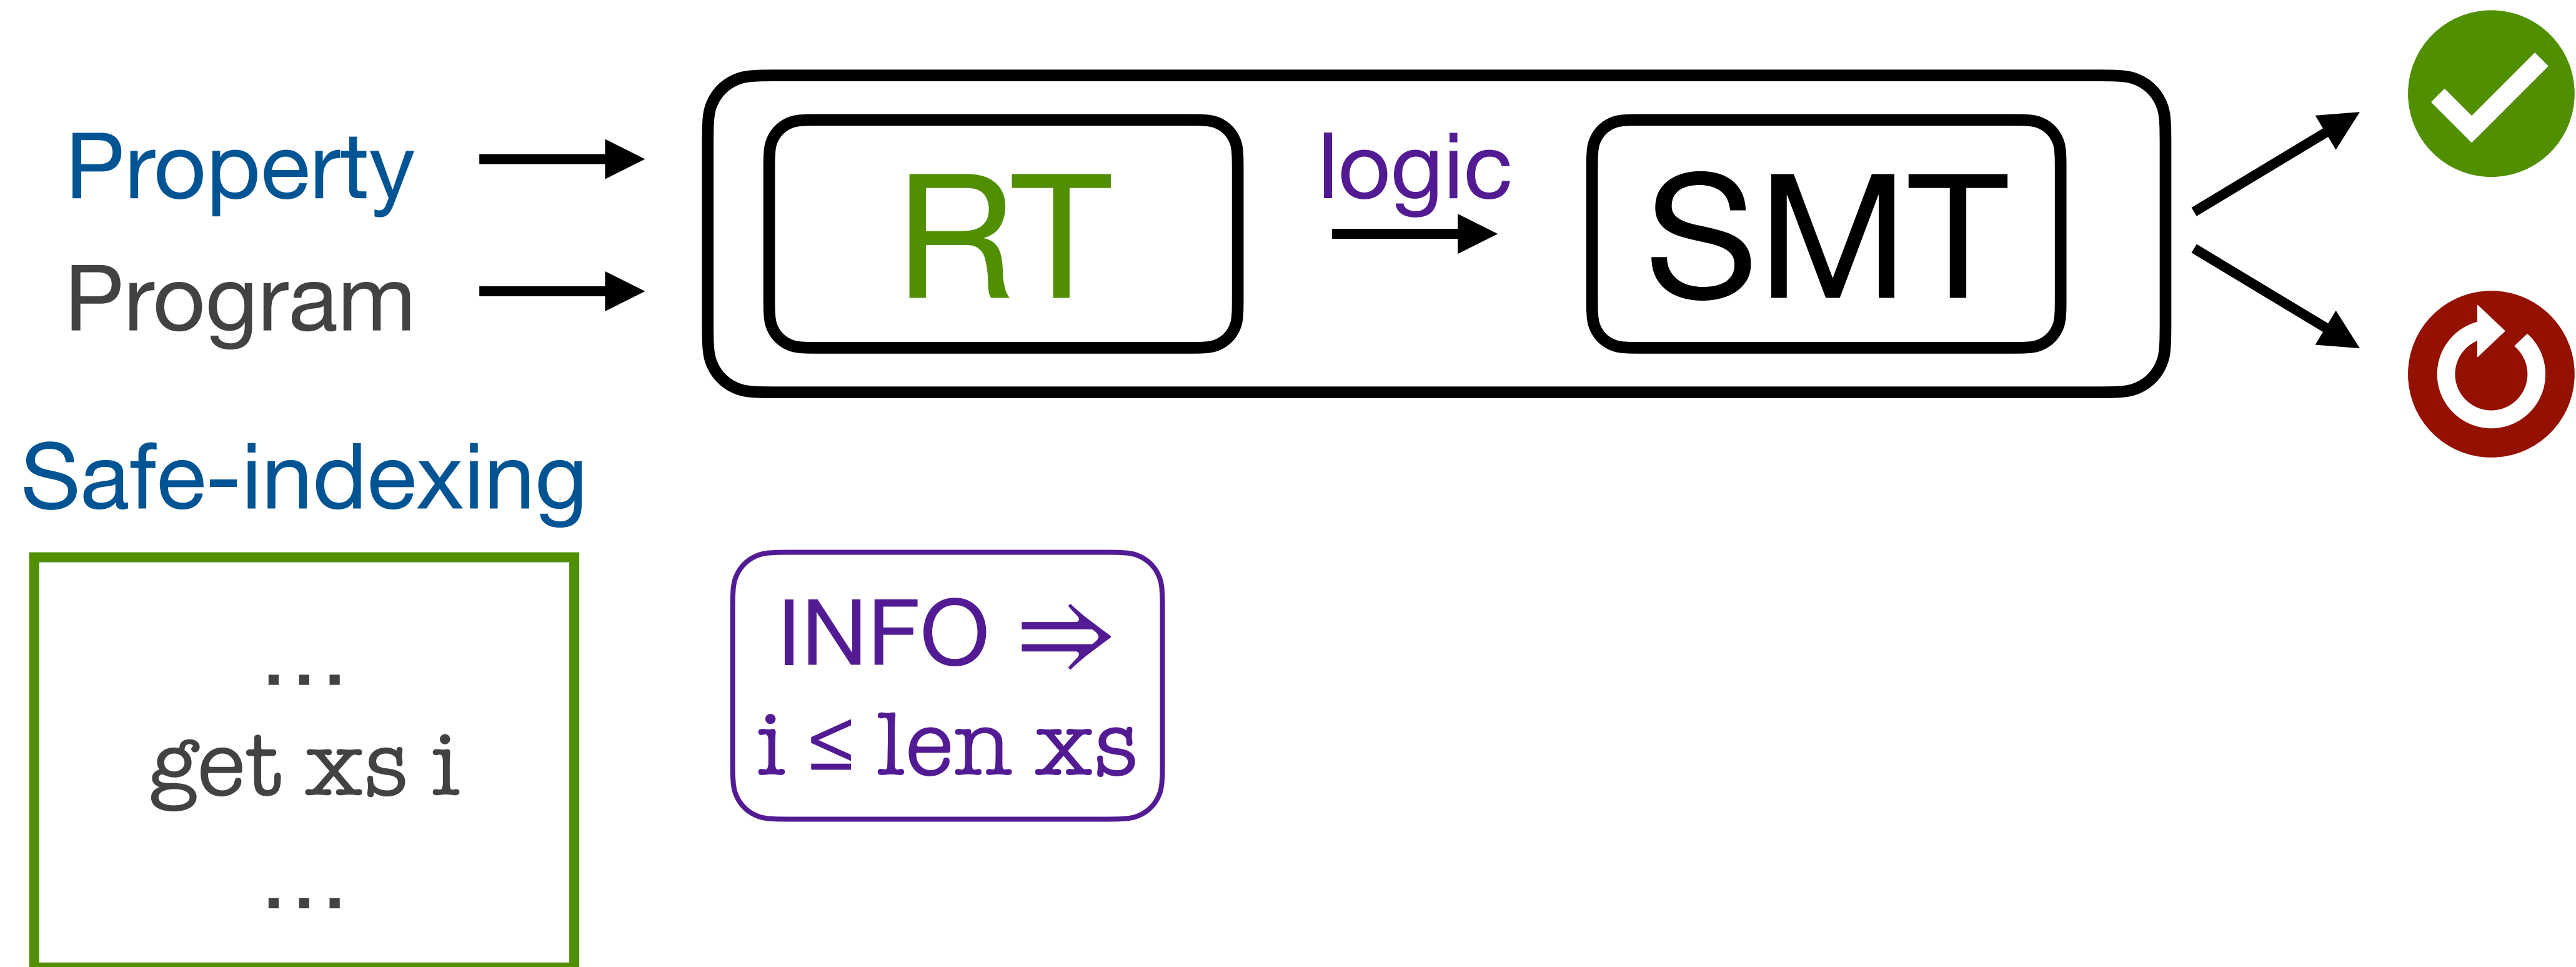 Property
Program
RT
logic
SMT
Safe-indexing
...
get xs i
...
INFO ⇒
i ≤ len xs